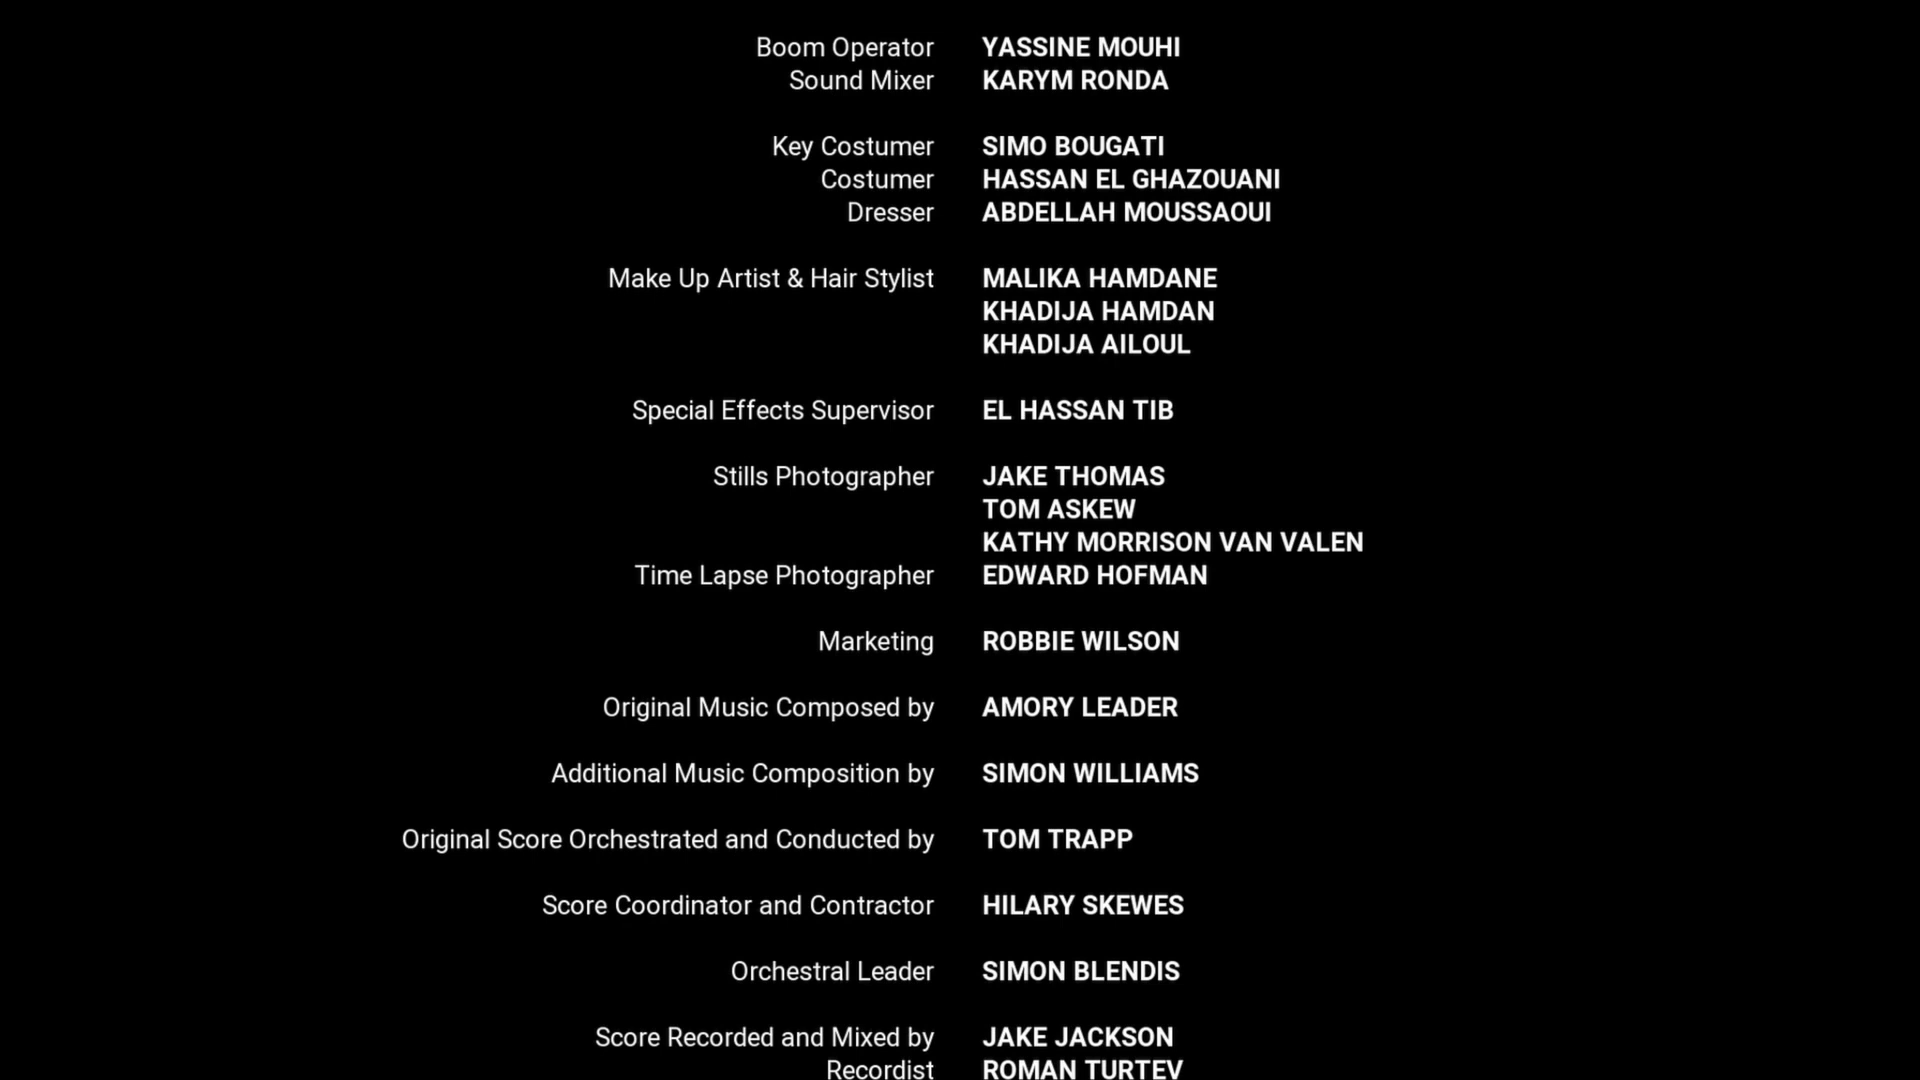 Boom Operator YASSINE MOUHI
Sound Mixer KARYM RONDA
Key Costumer SIMO BOUGATI
Costumer HASSAN EL GHAZOUANI
Dresser ABDELLAH MOUSSAOUI
Make Up Artist & Hair Stylist MALIKA HAMDANE
KHADIJA HAMDAN
KHADIJA AILOUL
Special Effects Supervisor EL HASSAN TIB
Stills Photographer JAKE THOMAS
TOM ASKEW
KATHY MORRISON VAN VALEN
Time Lapse Photographer EDWARD HOFMAN
Marketing ROBBIE WILSON
Original Music Composed by AMORY LEADER
Additional Music Composition by SIMON WILLIAMS
Original Score Orchestrated and Conducted by TOM TRAPP
Score Coordinator and Contractor HILARY SKEWES
Orchestral Leader SIMON BLENDIS
Score Recorded and Mixed by JAKE JACKSON
Recordist ROMAN TURTEV